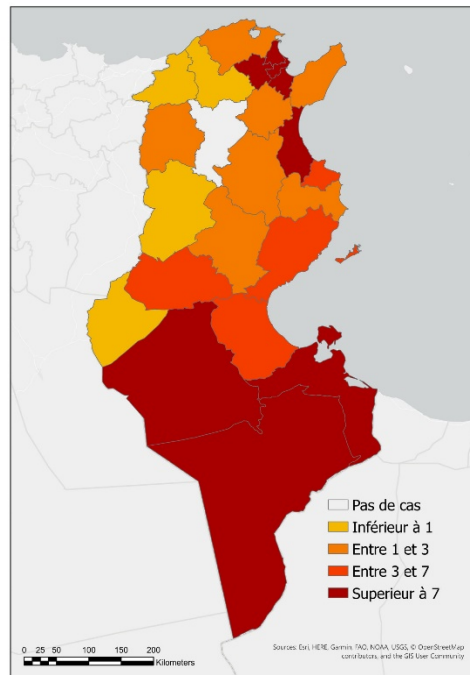 Pas de cas
Inférieur à 1
Entre 1 et 3
Entre 3 et 7
Superieur à 7
0 25 50 100 150 200
Kilometers
Sources: Esri, HERE, Garmin, FAO, NOAA, USGS, © OpenStreetMap
contributors, and the GIS User Community